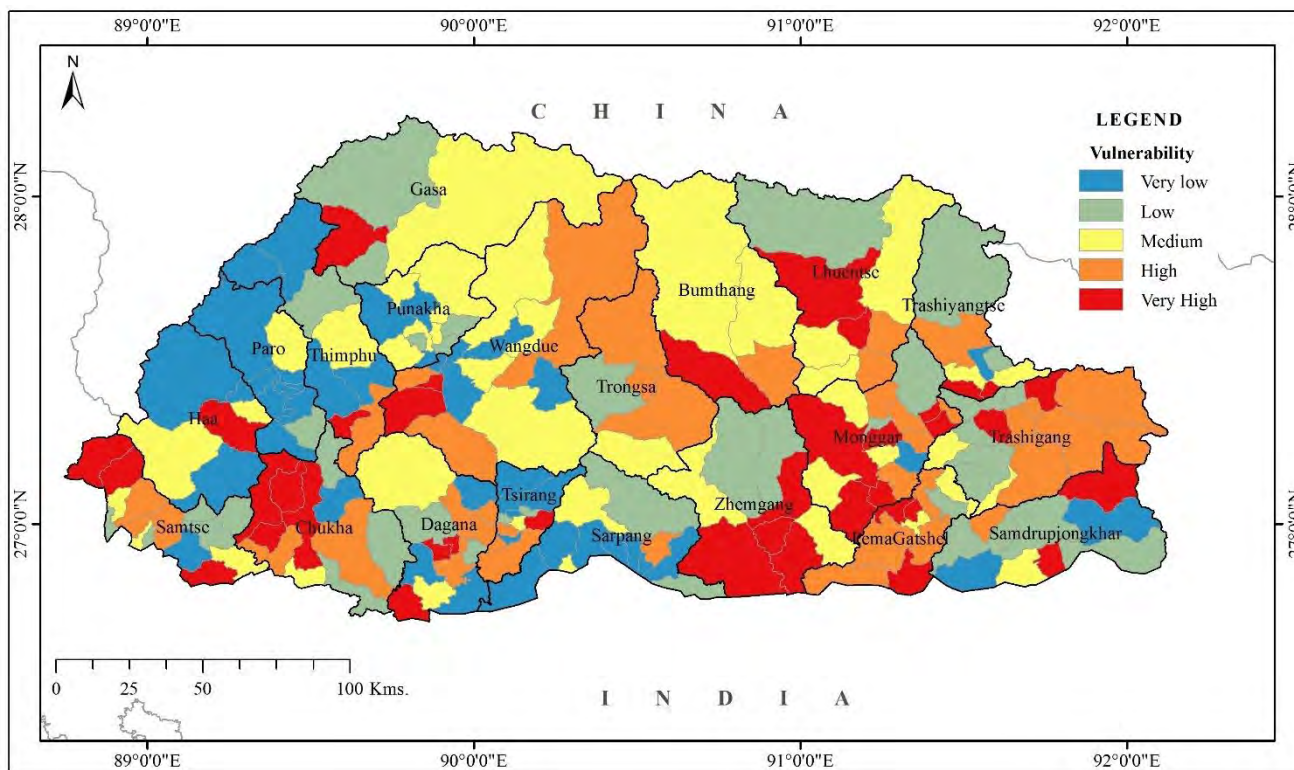 89°0'0"E 90°0'0"E 91°0'0"E 92°0'0"E
N
C H I N A
LEGEND
Vulnerability
Very low
Low
Medium
High
Very High
28°0'0"N
28°0'0"N
Gasa
Lhuentse
Bumthang
Trashiyangtse
Punakha
Paro
Thimphu
Wangdue
Trongsa
Haa
Monggar
Trashigang
Zhemgang
Tsirang
27°0'0"N
27°0'0"N
Samtse
Chukha
Dagana
Sarpang
PemaGatshel
Samdrupjongkhar
0 25 50 100 Kms.
I N D I A
89°0'0"E 90°0'0"E 91°0'0"E 92°0'0"E